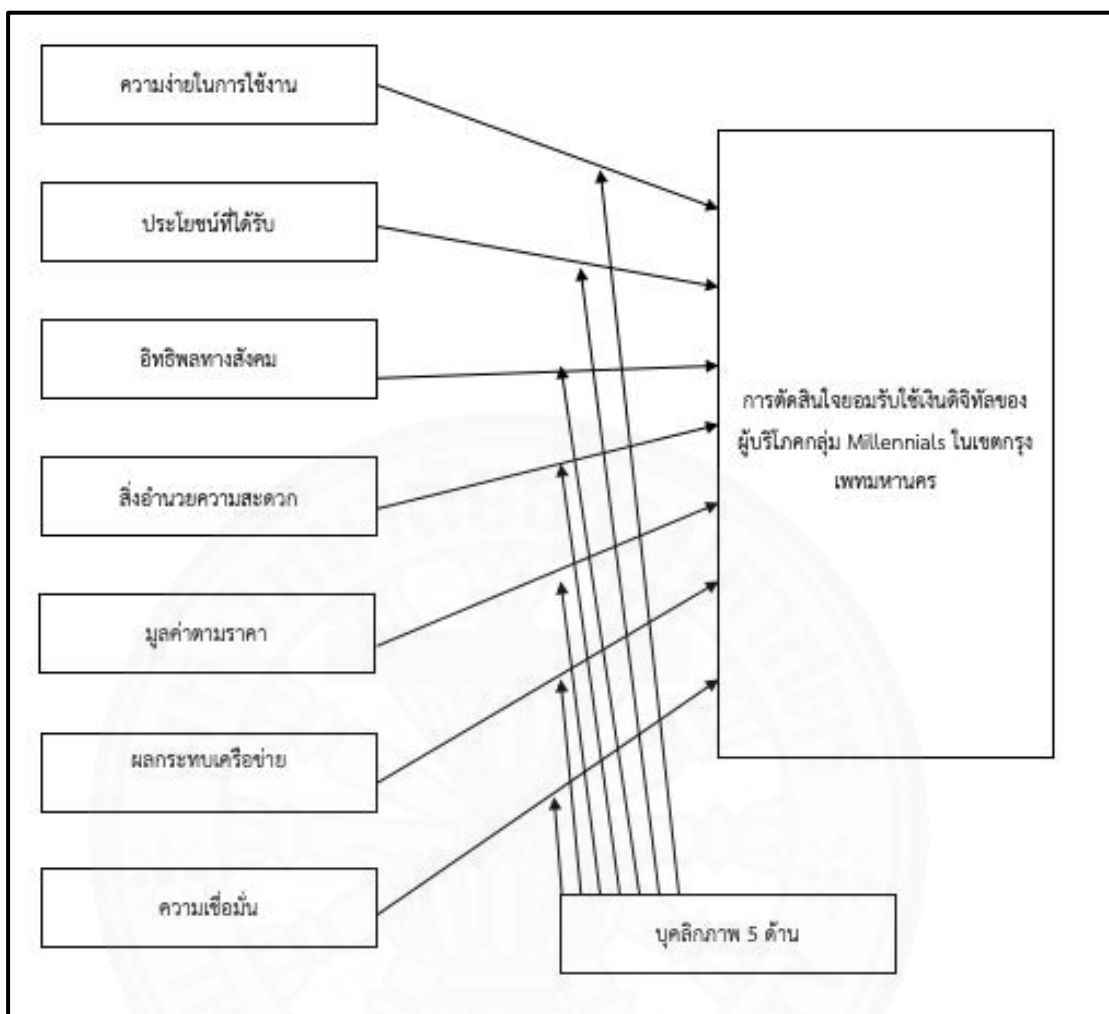 ความง่ายในการใช้งาน
ประโยชน์ที่ได้รับ
อิทธิพลทางสังคม
สิ่งอำนวยความสะดวก
มูลค่าตามราคา
ผลกระทบเครือข่าย
ความเชื่อมั่น
การตัดสินใจยอมรับใช้เงินดิจิทัลของ
ผู้บริโภคกลุ่ม Millennials ในเขตกรุง
เพทมหานคร
บุคลิกภาพ 5 ด้าน